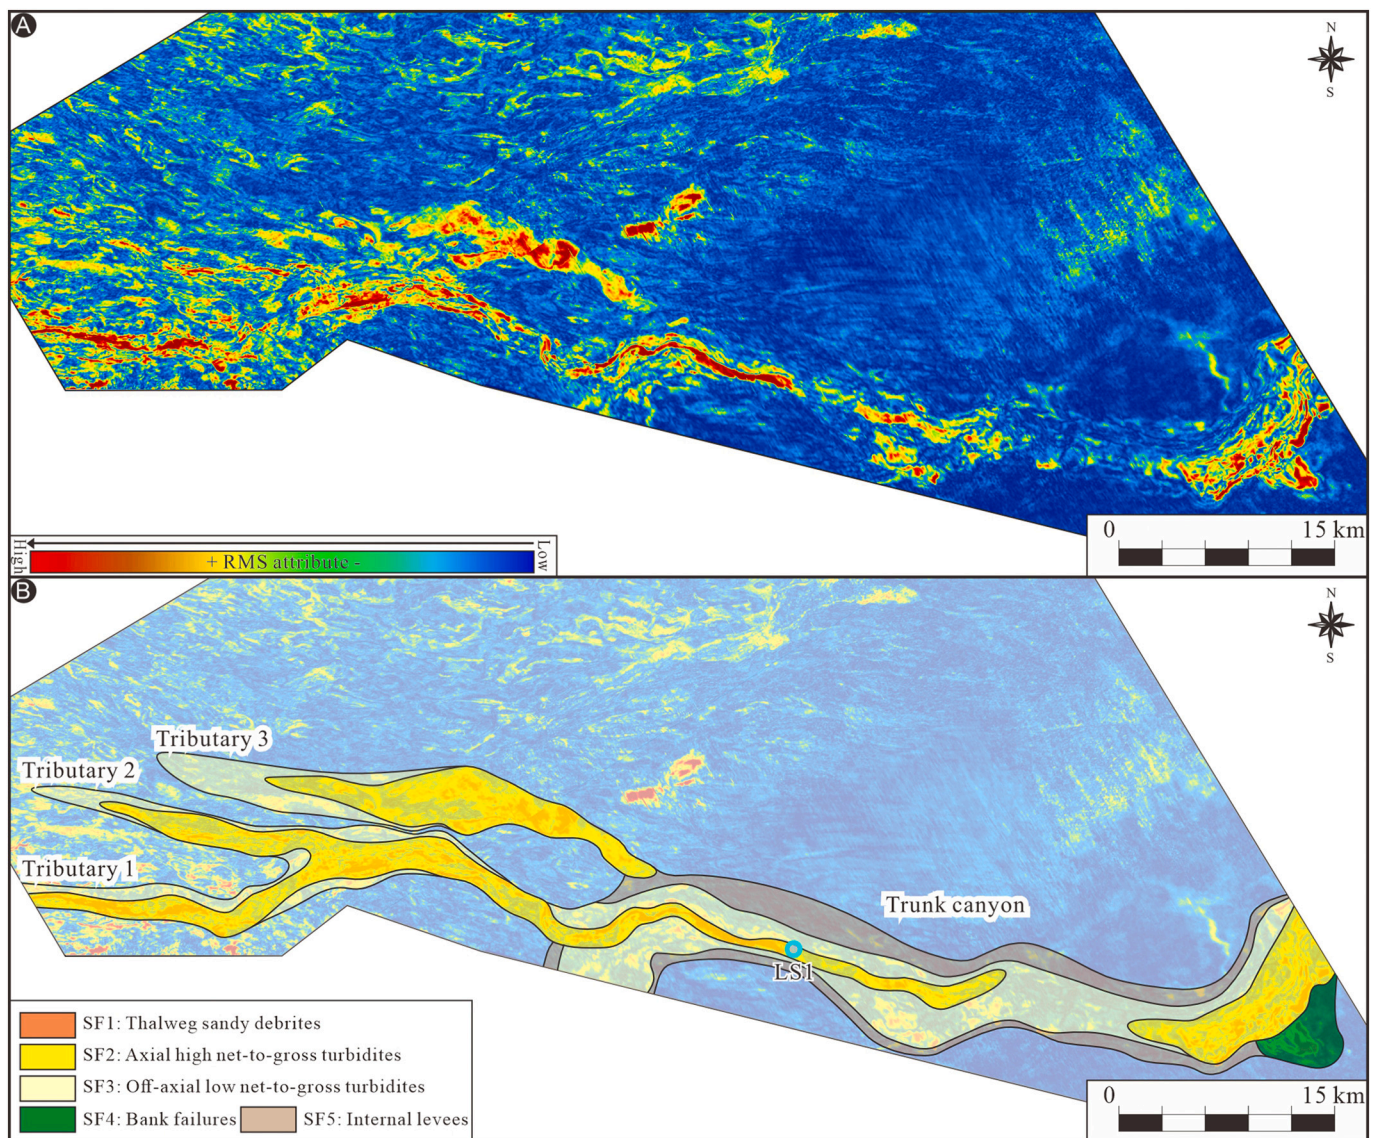 A
N
S
0 15 km
High
+ RMS attribute -
Low
B
N
S
Tributary 3
Tributary 2
Tributary 1
Trunk canyon
LS1
SF1: Thalweg sandy debrites
SF2: Axial high net-to-gross turbidites
SF3: Off-axial low net-to-gross turbidites
SF4: Bank failures SF5: Internal levees
0 15 km